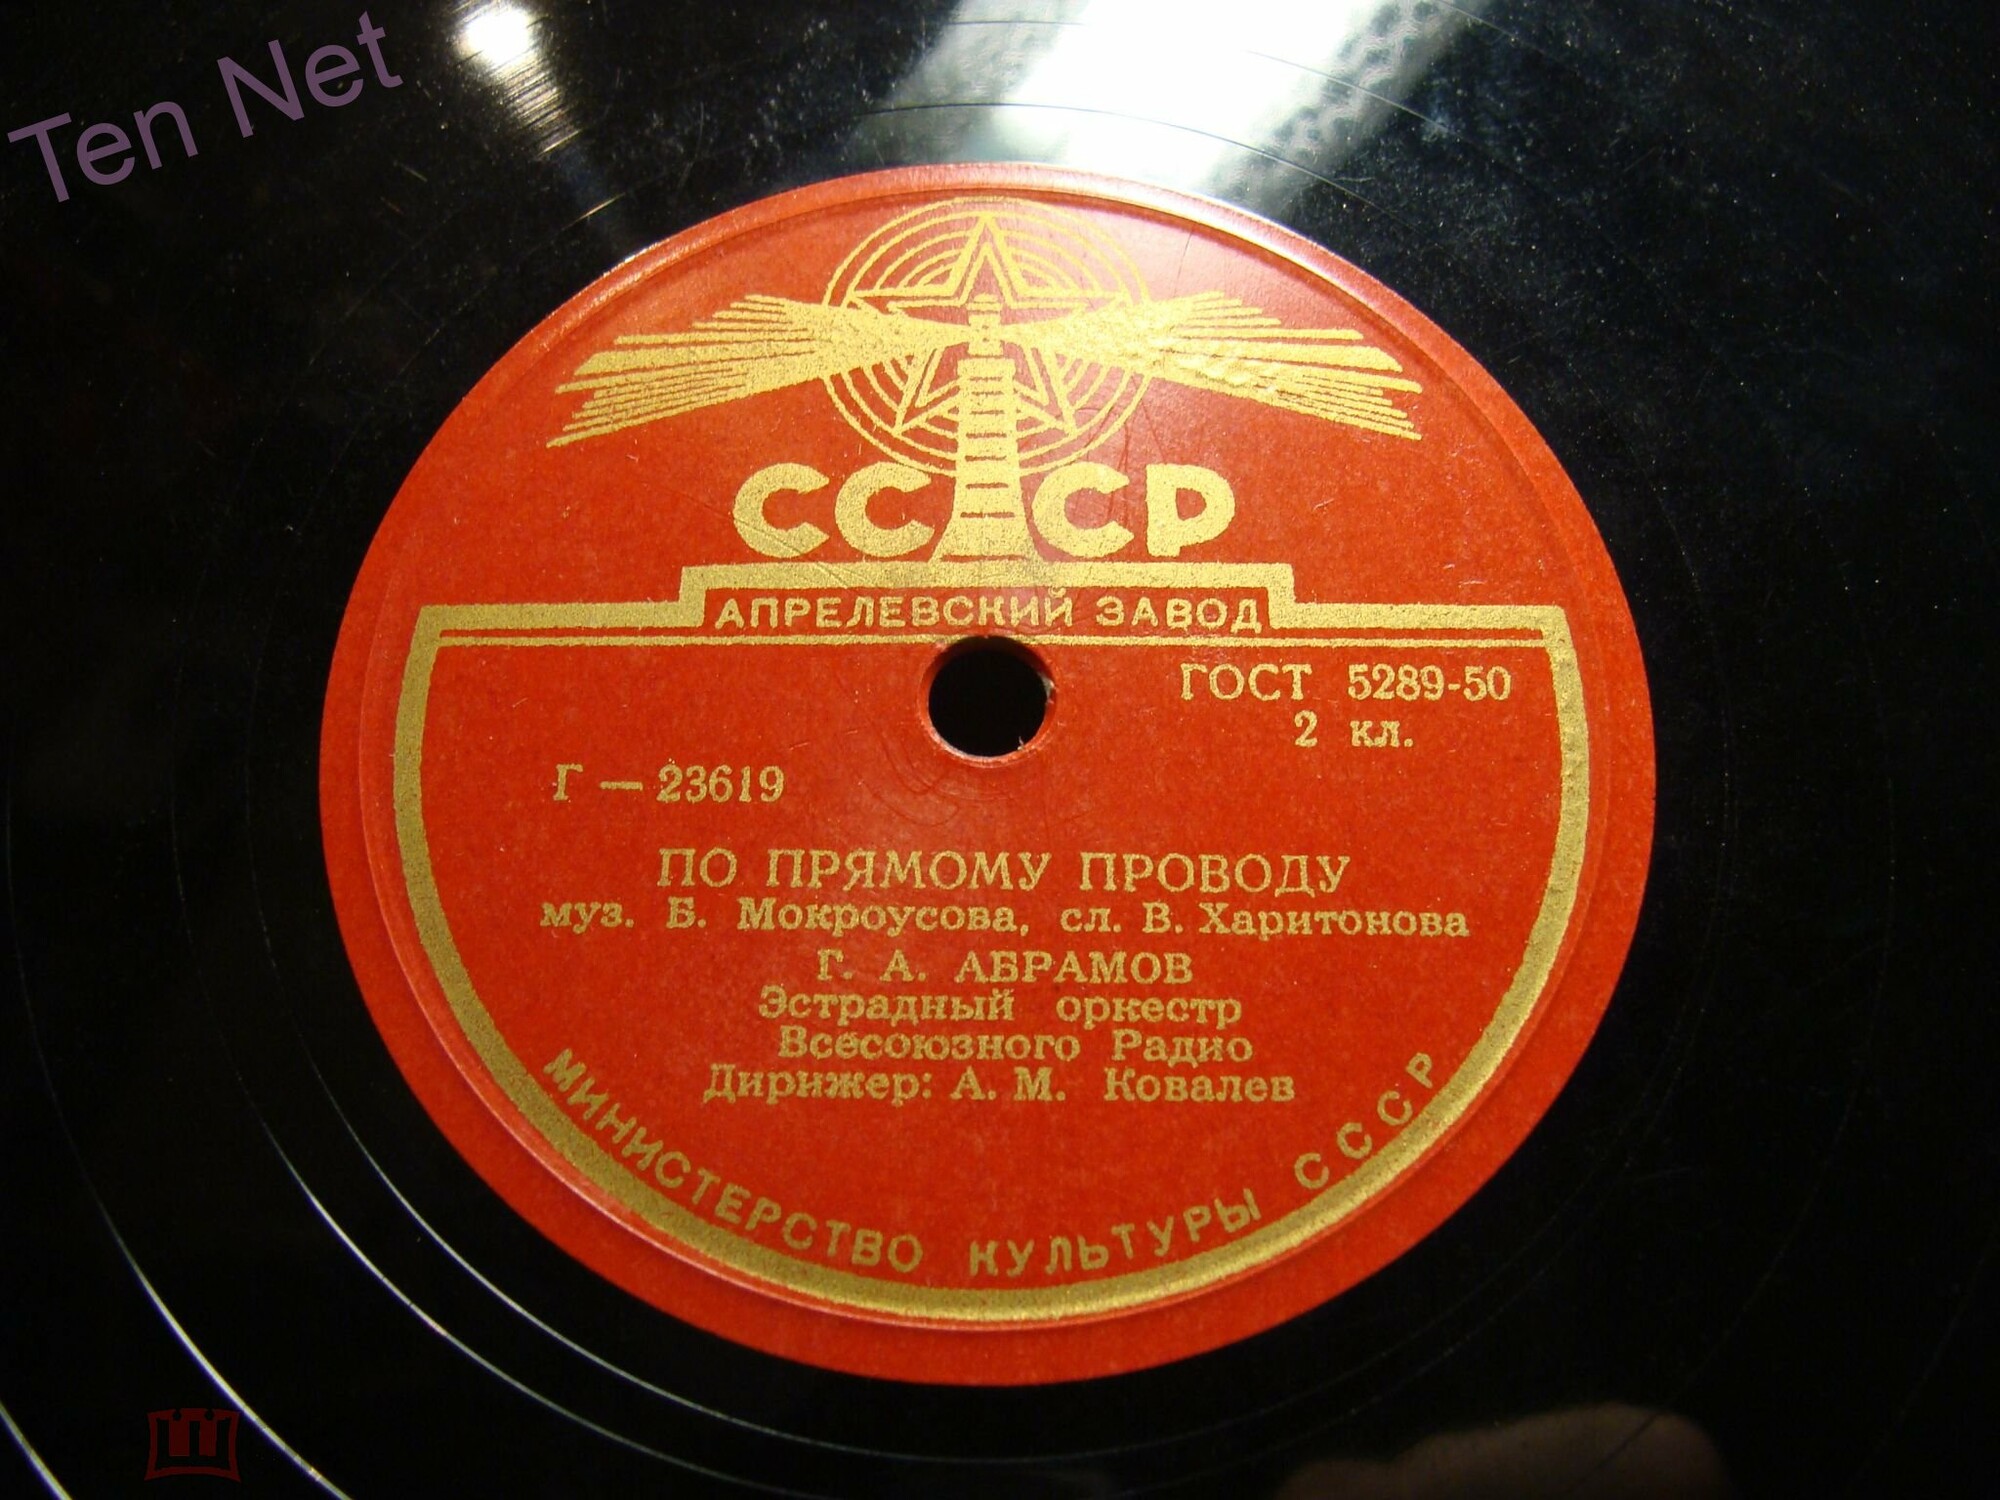 Ten Net
СССР
АПРЕЛЕВСКИЙ ЗАВОД
ГОСТ 5289-50
2 кл.
Г — 23619
ПО ПРЯМОМУ ПРОВОДУ
муз. Б. Мокроусова, сл. В. Харитонова
Г. А. АБРАМОВ
Эстрадный оркестр
Всесоюзного Радио
Дирижер: А. М. Ковалев
МИНИСТЕРСТВО КУЛЬТУРЫ СССР